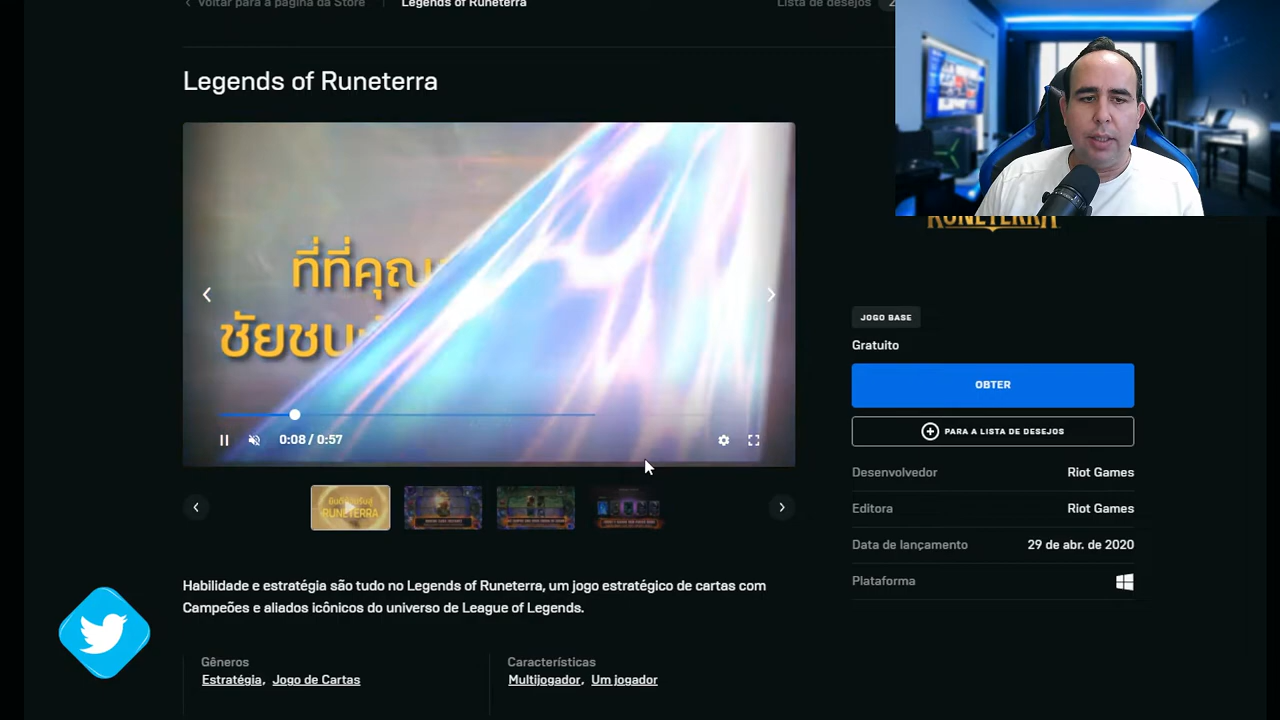 Voltar para a página da Store
Legends of Runeterra
Lista de desejos
Legends of Runeterra
ที่ที่คุณ
RUNETERRA
JOGO BASE
Gratuito
OBTER
PARA A LISTA DE DESEJOS
0:08 / 0:57
Desenvolvedor Riot Games
Editora Riot Games
Data de lançamento 29 de abr. de 2020
Plataforma
RUNETERRA
Habilidade e estratégia são tudo no Legends of Runeterra, um jogo estratégico de cartas com
Campeões e aliados icônicos do universo de League of Legends.
Gêneros
Estratégia, Jogo de Cartas
Características
Multijogador, Um jogador